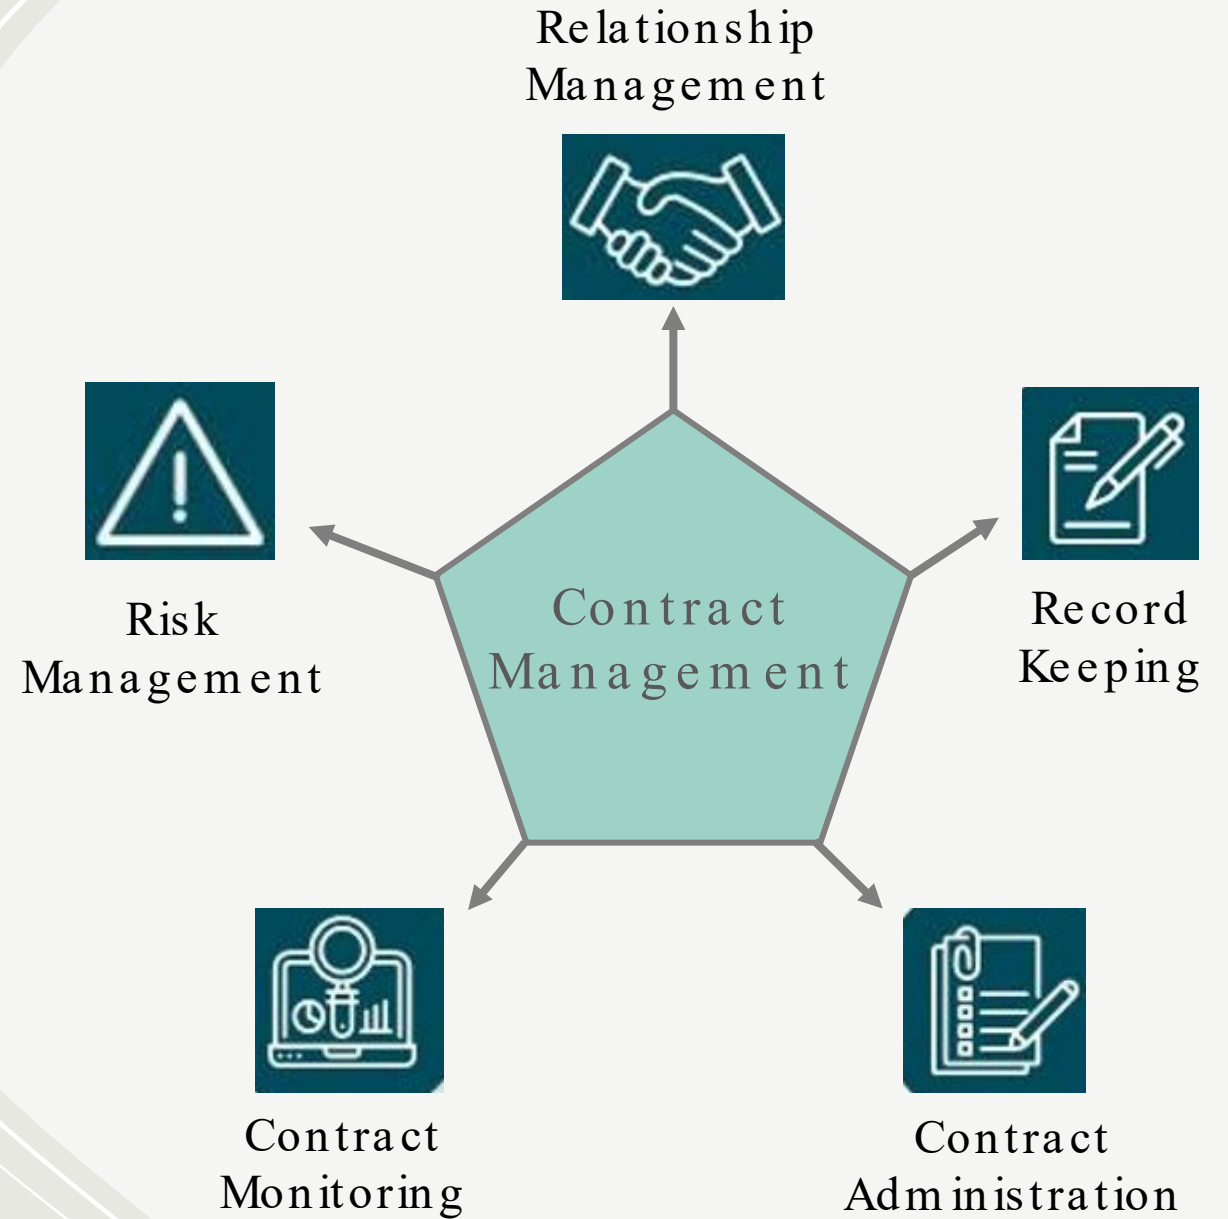 Relationship
Management
Risk
Management
Contract
Management
Record
Keeping
Contract
Monitoring
Contract
Administration